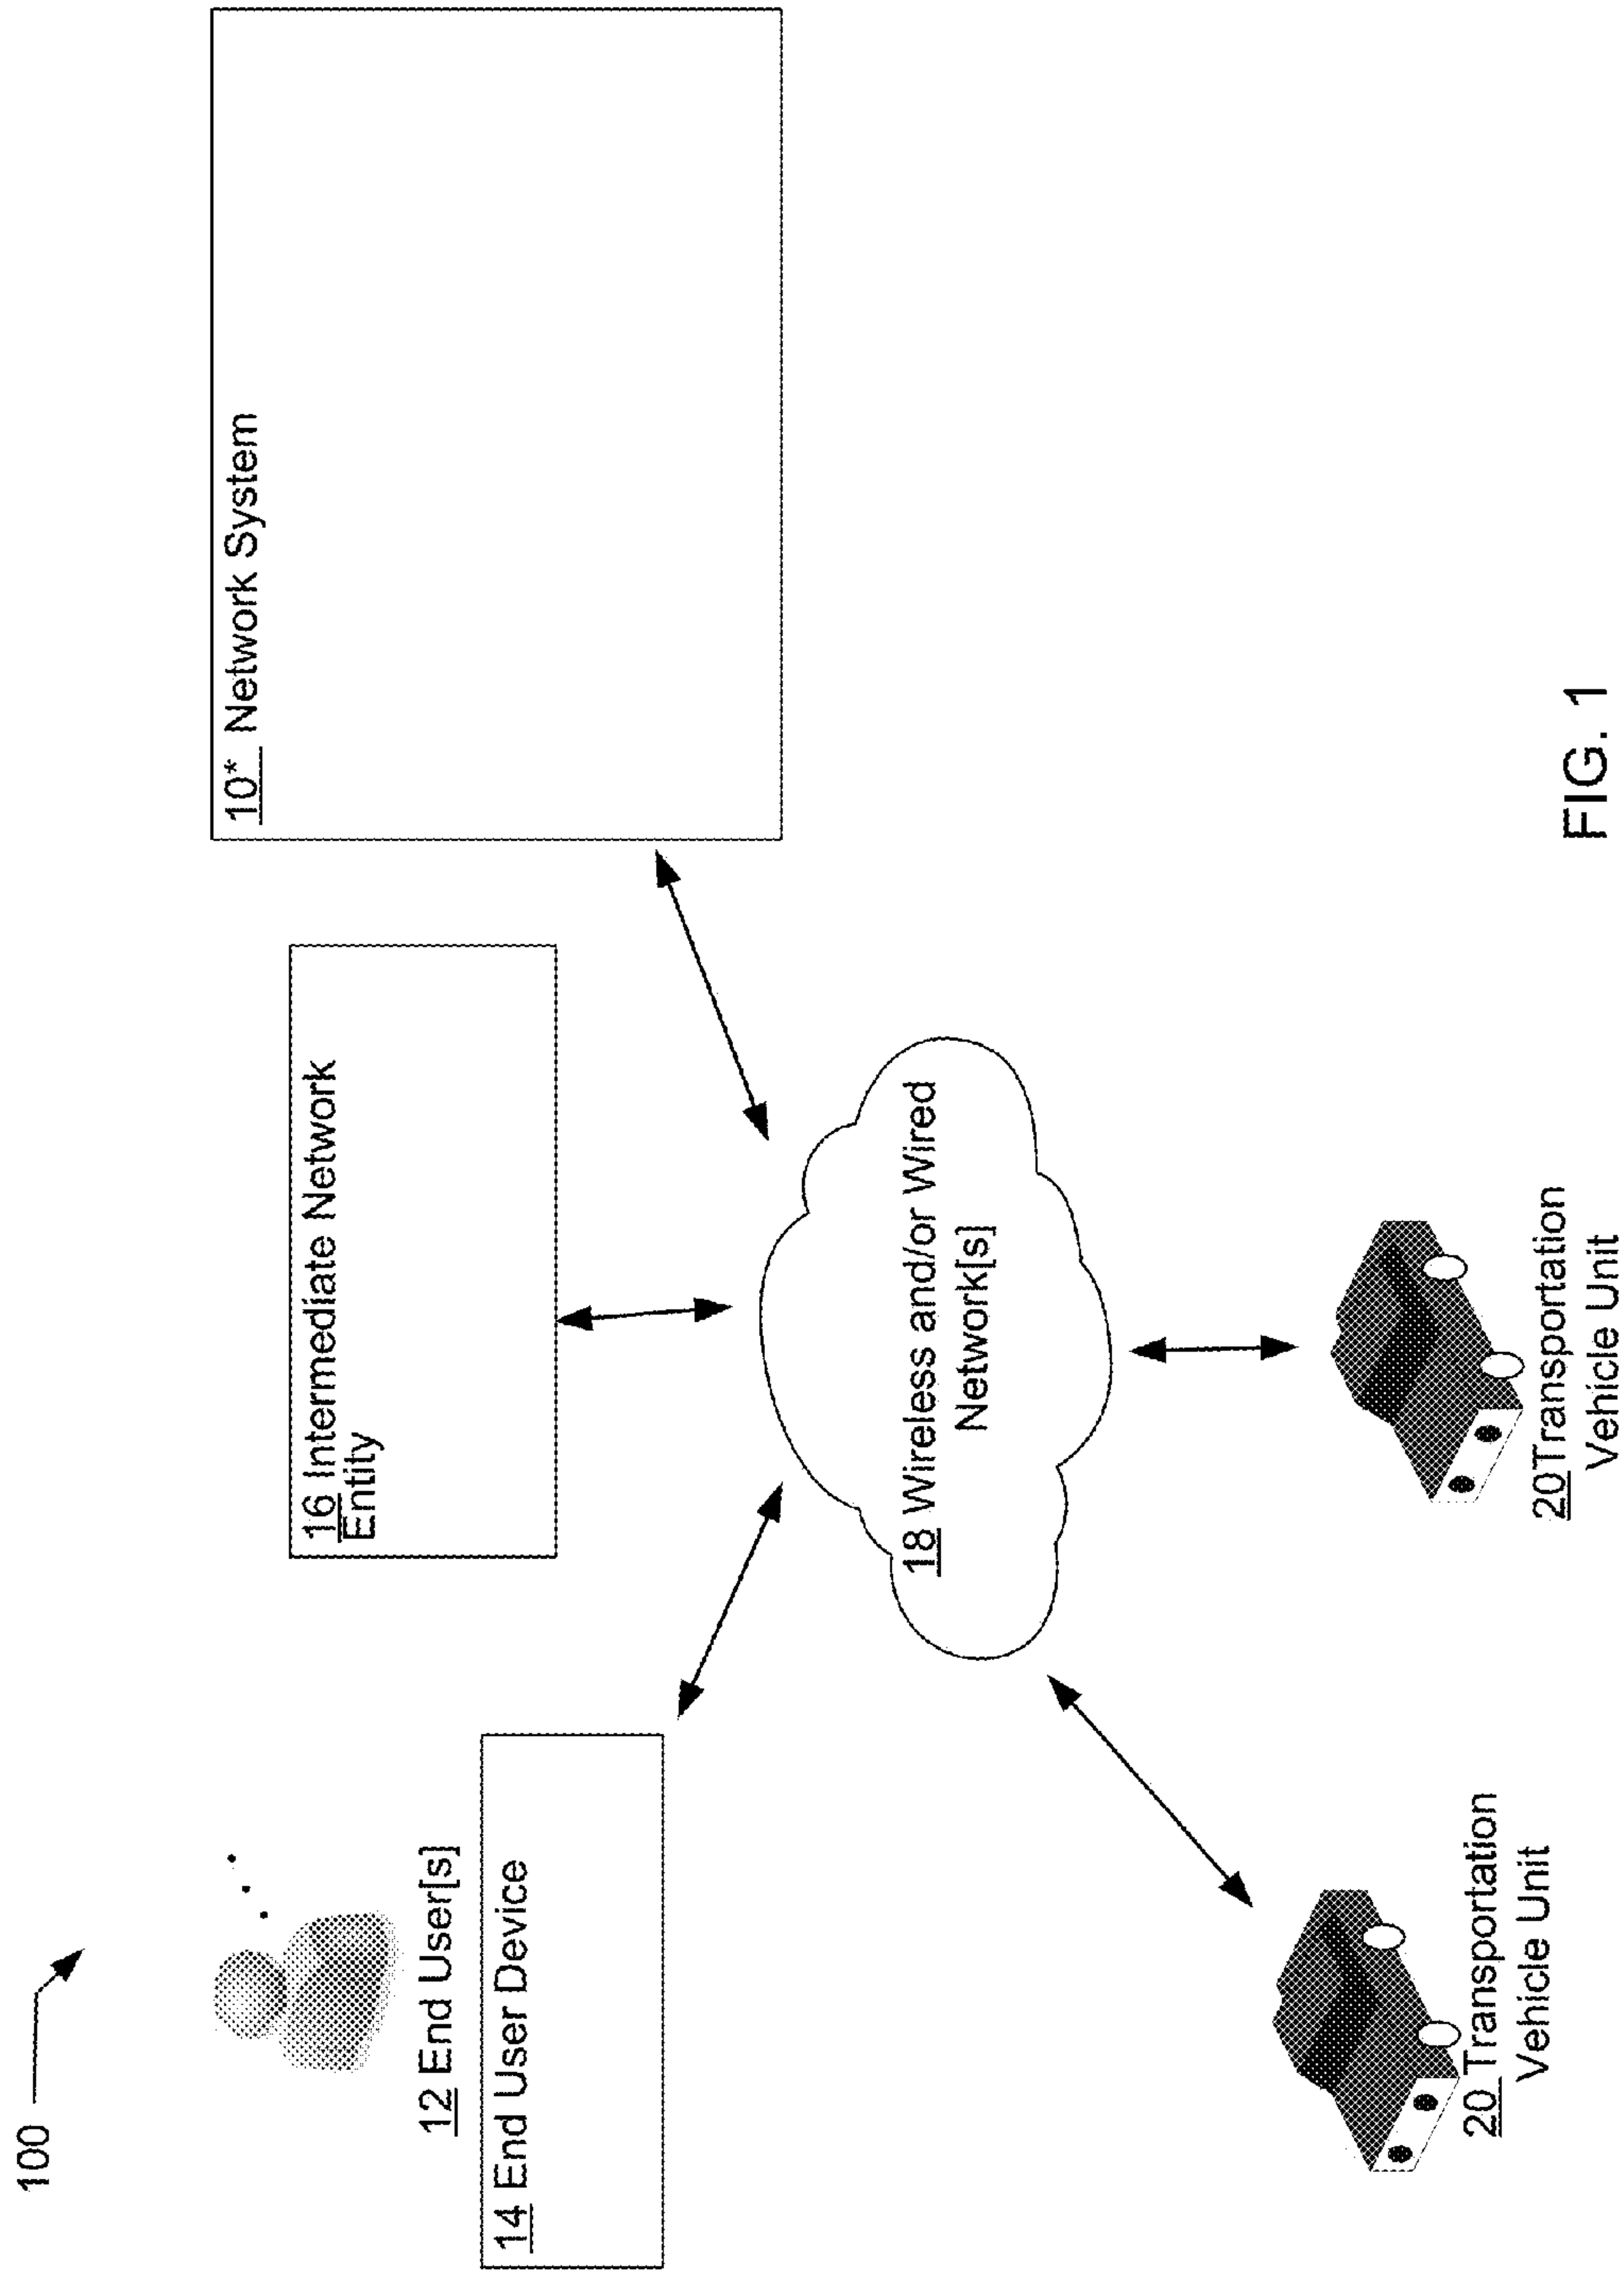 100
12 End User[s]
14 End User Device
16 Intermediate Network
Entity
10* Network System
18 Wireless and/or Wired
Network[s]
20 Transportation
Vehicle Unit
20Transportation
Vehicle Unit
FIG. 1